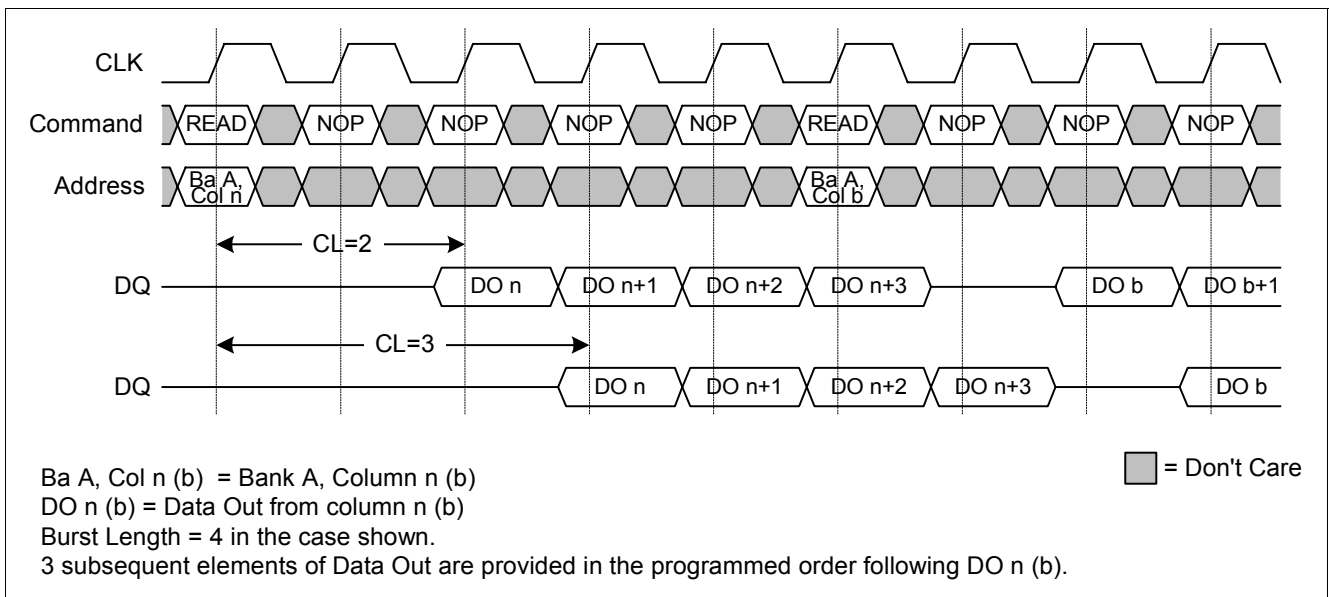 CLK
Command READ NOP NOP NOP NOP READ NOP NOP NOP
Address Ba A, Col n Ba A, Col b
CL=2
DQ DO n DO n+1 DO n+2 DO n+3 DO b DO b+1
CL=3
DQ DO n DO n+1 DO n+2 DO n+3 DO b
Ba A, Col n (b) = Bank A, Column n (b)
= Don't Care
DO n (b) = Data Out from column n (b)
Burst Length = 4 in the case shown.
3 subsequent elements of Data Out are provided in the programmed order following DO n (b).